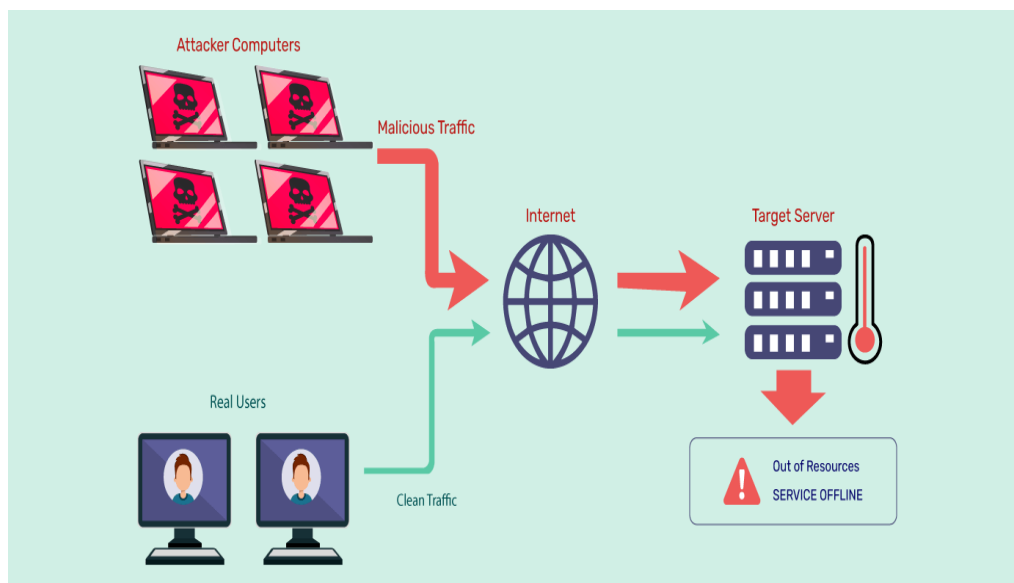 Attacker Computers
Malicious Traffic
Internet
Target Server
Real Users
Clean Traffic
Out of Resources
SERVICE OFFLINE